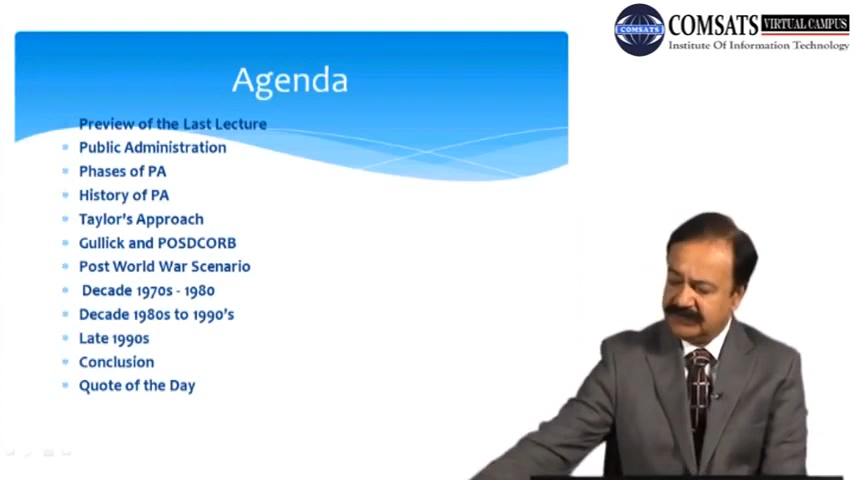 COMSATS VIRTUAL CAMPUS
COMSATS
Institute Of Information Technology
Agenda
Preview of the Last Lecture
Public Administration
Phases of PA
History of PA
Taylor's Approach
Gullick and POSDCORB
Post World War Scenario
Decade 1970s - 1980
Decade 1980s to 1990's
Late 1990s
Conclusion
Quote of the Day